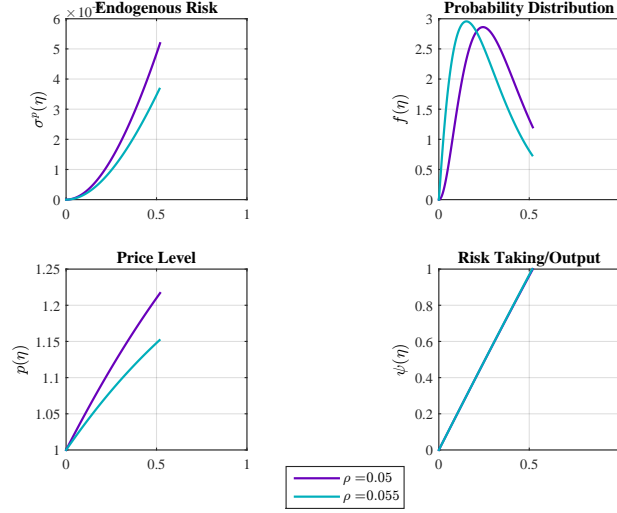 Endogenous Risk
×10⁻
6
5
4
3
2
1
0
0 0.5 1
σᵖ(η)
Probability Distribution
3
2.5
2
1.5
1
0.5
0
0 0.5
f(η)
Price Level
1.25
1.2
1.15
1.1
1.05
1
0 0.5 1
p(η)
Risk Taking/Output
1
0.8
0.6
0.4
0.2
0
0 0.5
ψ(η)
ρ =0.05
ρ =0.055